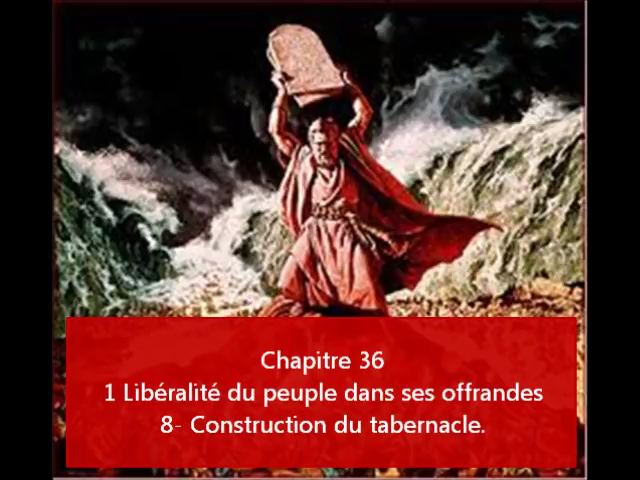 Chapitre 36
1 Libéralité du peuple dans ses offrandes
8- Construction du tabernacle.